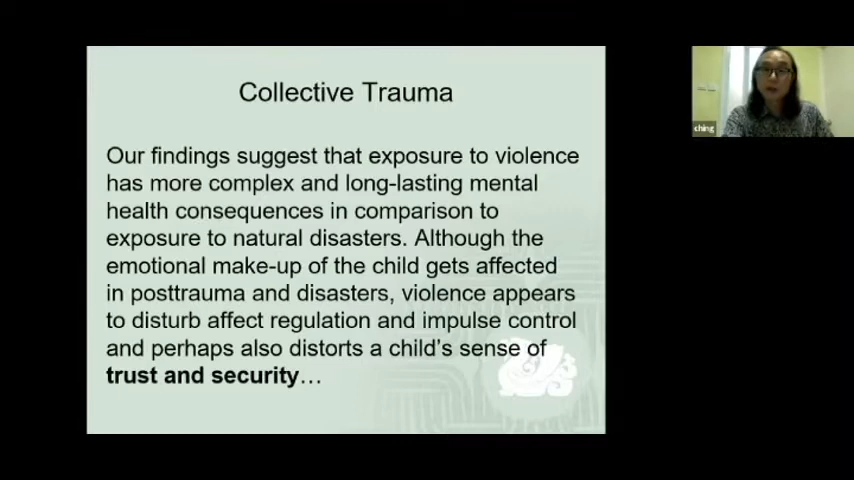 Collective Trauma
Our findings suggest that exposure to violence
has more complex and long-lasting mental
health consequences in comparison to
exposure to natural disasters. Although the
emotional make-up of the child gets affected
in posttrauma and disasters, violence appears
to disturb affect regulation and impulse control
and perhaps also distorts a child's sense of
trust and security…
ching